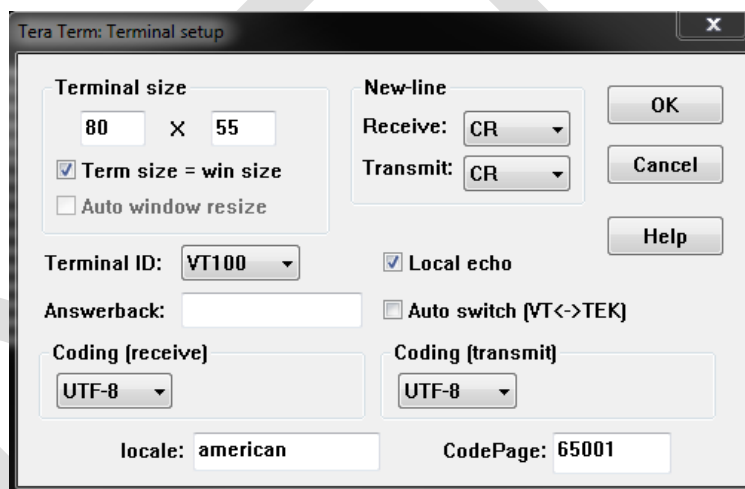 Tera Term: Terminal setup
x
Terminal size
80 X 55
Term size = win size
Auto window resize
New-line
Receive: CR
Transmit: CR
OK
Cancel
Help
Terminal ID: VT100
Local echo
Answerback:
Auto switch (VT<->TEK)
Coding (receive)
UTF-8
Coding (transmit)
UTF-8
locale: american
CodePage: 65001